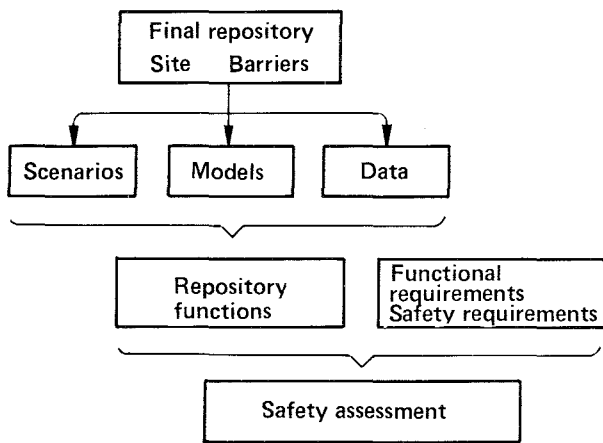 Final repository
Site Barriers
Scenarios
Models
Data
Repository
functions
Functional
requirements
Safety requirements
Safety assessment